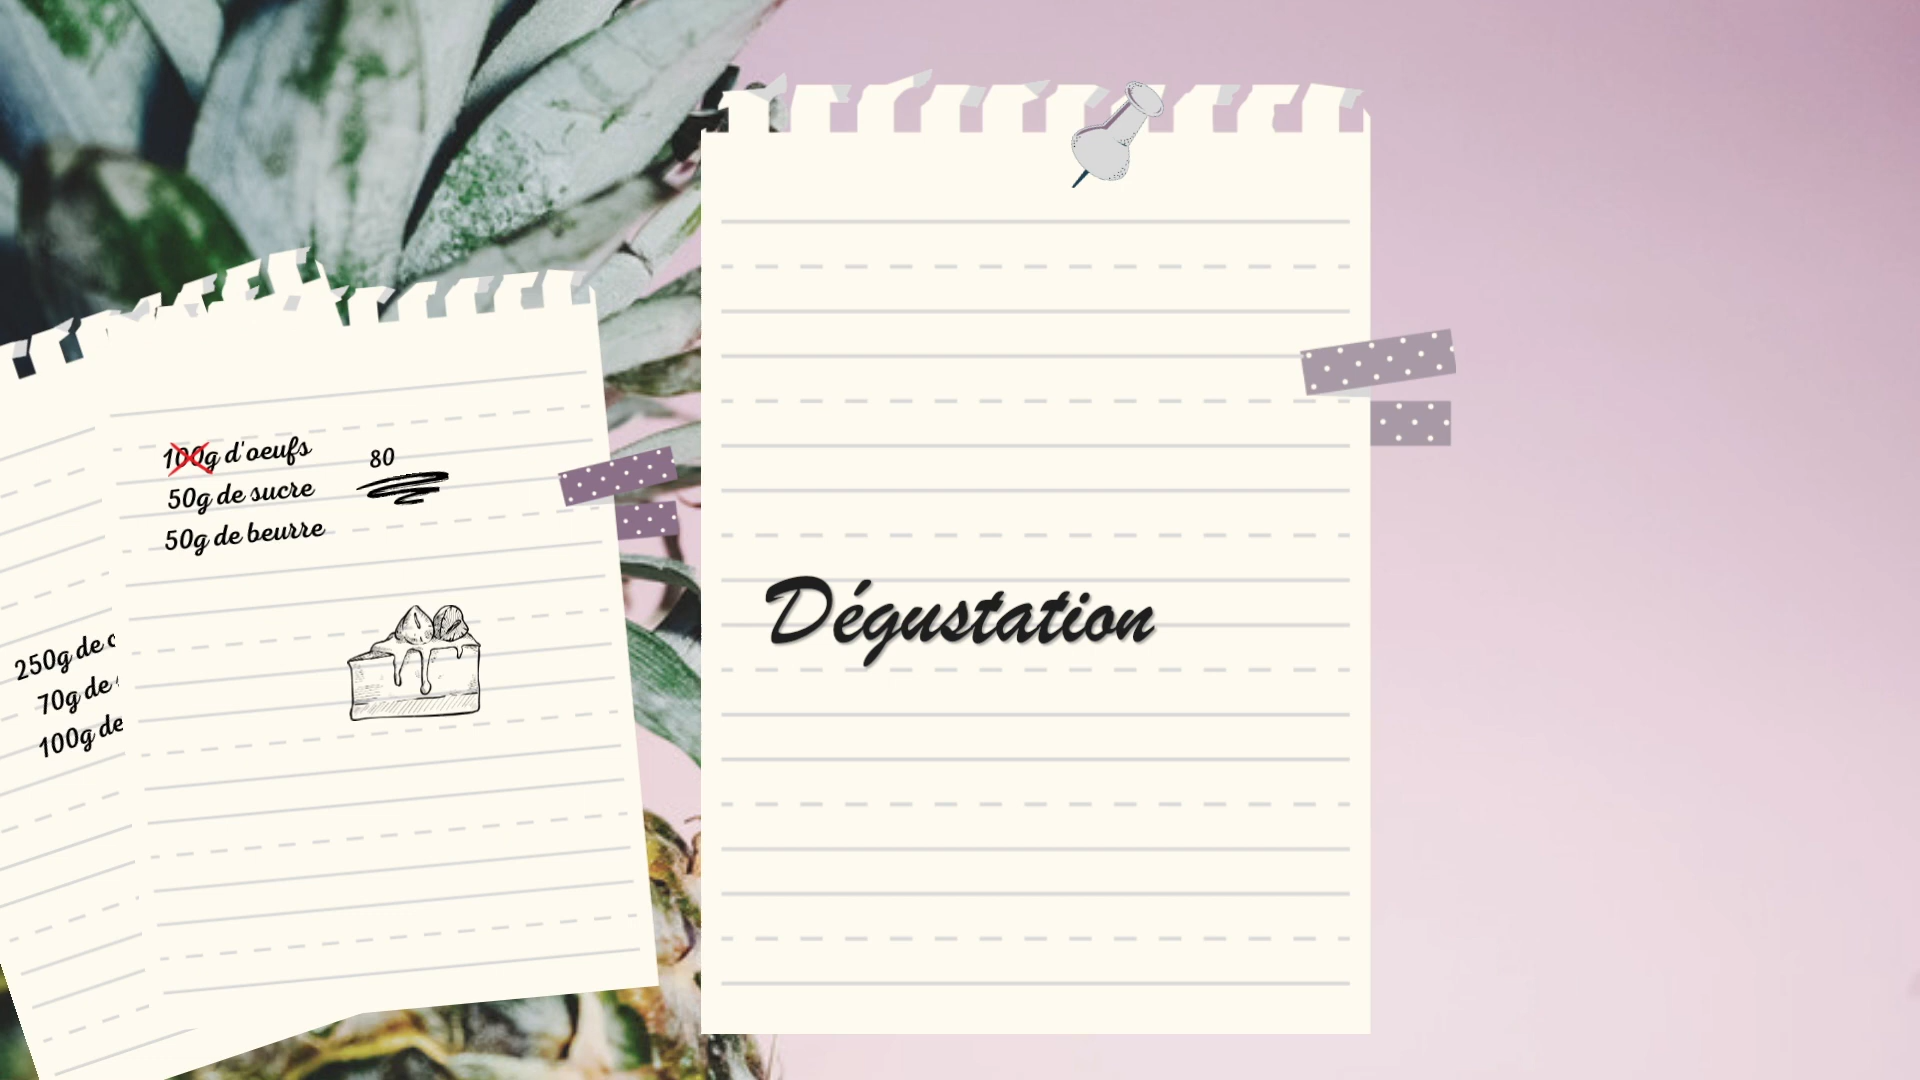 100g d'oeufs 80
50g de sucre
50g de beurre
250g de
70g de
100g de
Dégustation